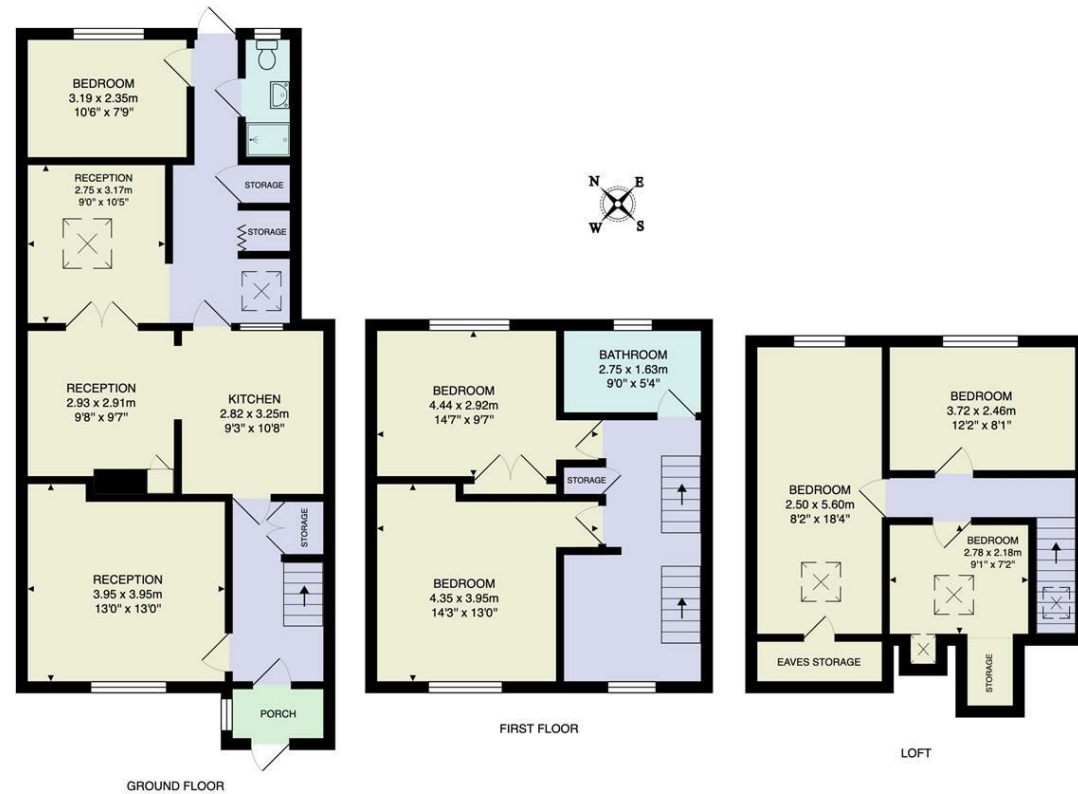 BEDROOM
3.19 x 2.35m
10'6" x 7'9"
RECEPTION
2.75 x 3.17m
9'0" x 10'5"
STORAGE
STORAGE
RECEPTION
2.93 x 2.91m
9'8" x 9'7"
KITCHEN
2.82 x 3.25m
9'3" x 10'8"
STORAGE
RECEPTION
3.95 x 3.95m
13'0" x 13'0"
PORCH
GROUND FLOOR
N E
W S
BEDROOM
4.44 x 2.92m
14'7" x 9'7"
BATHROOM
2.75 x 1.63m
9'0" x 5'4"
STORAGE
BEDROOM
4.35 x 3.95m
14'3" x 13'0"
FIRST FLOOR
BEDROOM
3.72 x 2.46m
12'2" x 8'1"
BEDROOM
2.50 x 5.60m
8'2" x 18'4"
BEDROOM
2.78 x 2.18m
9'1" x 7'2"
EAVES STORAGE
STORAGE
LOFT